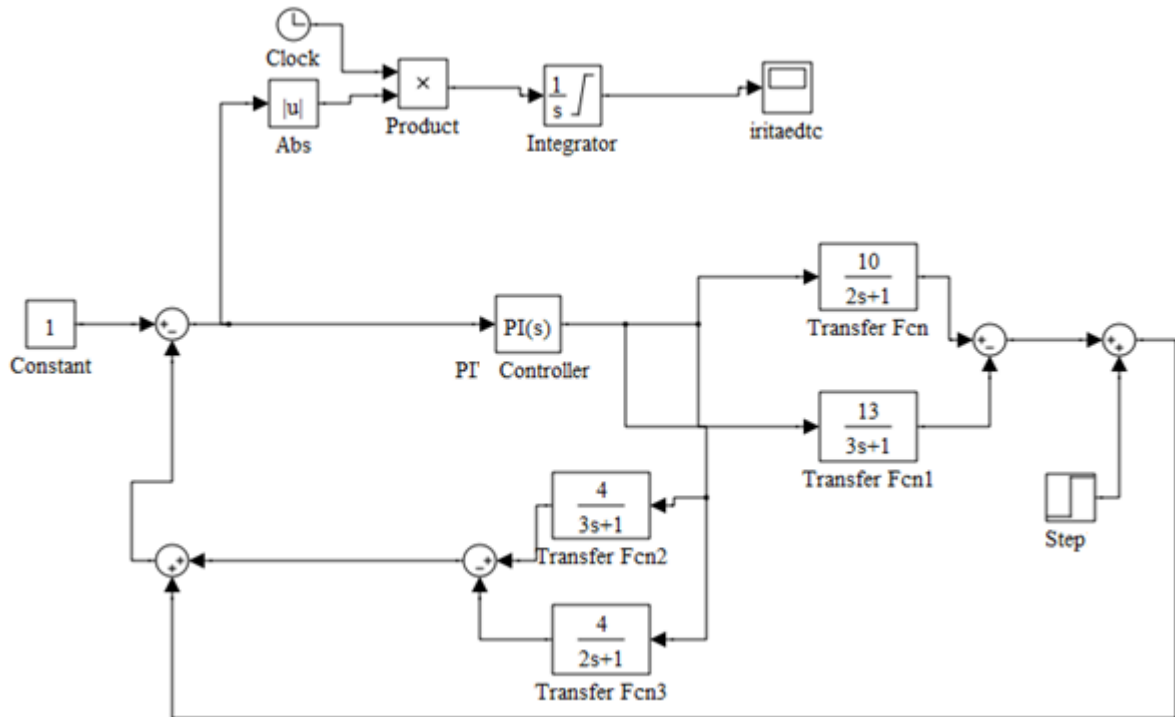 Clock
|u|
Abs
×
Product
1
s
Integrator
iritaedtc
1
Constant
+
−
PI(s)
PI' Controller
10
2s+1
Transfer Fcn
13
3s+1
Transfer Fcn1
+
−
+
+
Step
4
3s+1
Transfer Fcn2
4
2s+1
Transfer Fcn3
−
+
+
+